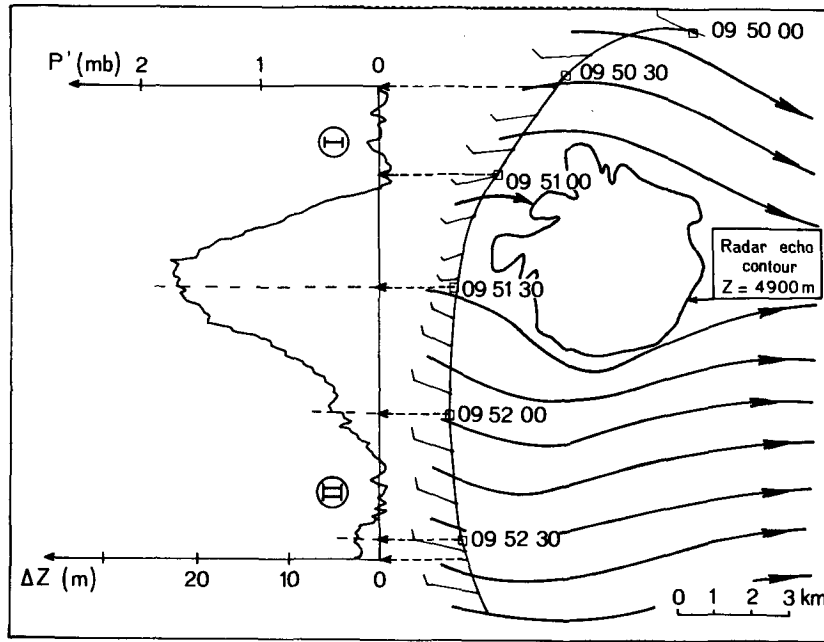 09 50 00
P' (mb) 2 1 0
09 50 30
I
09 51 00
Radar echo
contour
Z = 4900 m
09 51 30
09 52 00
II
09 52 30
ΔZ (m) 20 10 0
0 1 2 3 km